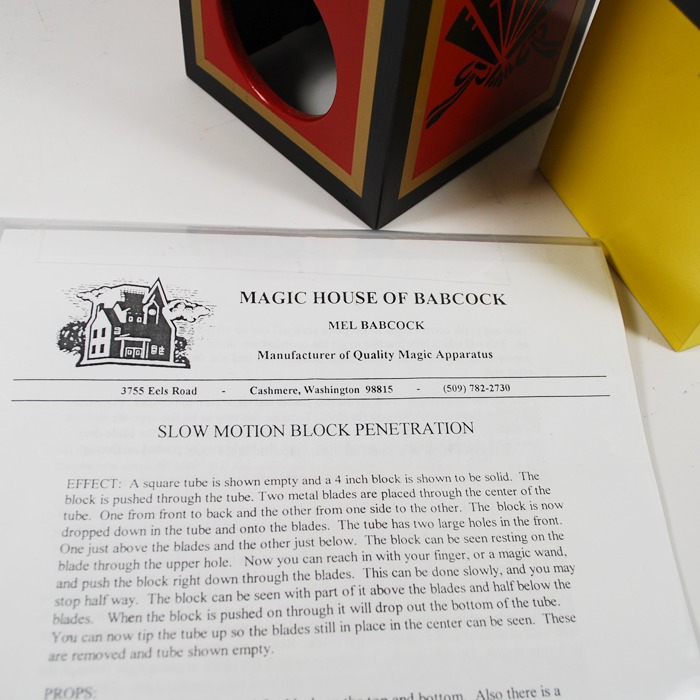 MAGIC HOUSE OF BABCOCK
MEL BABCOCK
Manufacturer of Quality Magic Apparatus
3755 Eels Road - Cashmere, Washington 98815 - (509) 782-2730
SLOW MOTION BLOCK PENETRATION
EFFECT: A square tube is shown empty and a 4 inch block is shown to be solid. The
block is pushed through the tube. Two metal blades are placed through the center of the
tube. One from front to back and the other from one side to the other. The block is now
dropped down in the tube and onto the blades. The tube has two large holes in the front.
One just above the blades and the other just below. The block can be seen resting on the
blade through the upper hole. Now you can reach in with your finger, or a magic wand,
and push the block right down through the blades. This can be done slowly, and you may
stop half way. The block can be seen with part of it above the blades and half below the
blades. When the block is pushed on through it will drop out the bottom of the tube.
You can now tip the tube up so the blades still in place in the center can be seen. These
are removed and tube shown empty.
PROPS: the top and bottom. Also there is a